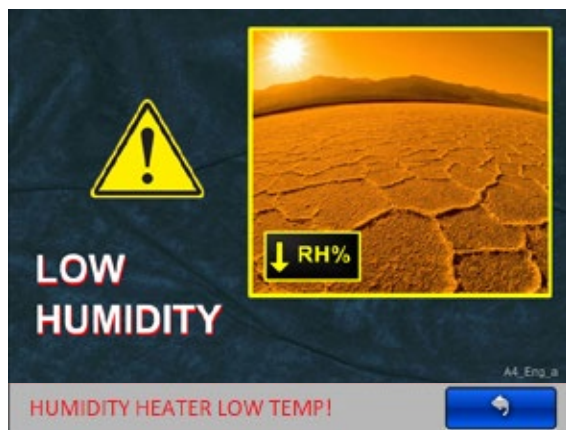 LOW
HUMIDITY
↓ RH%
A4_Eng_a
HUMIDITY HEATER LOW TEMP!